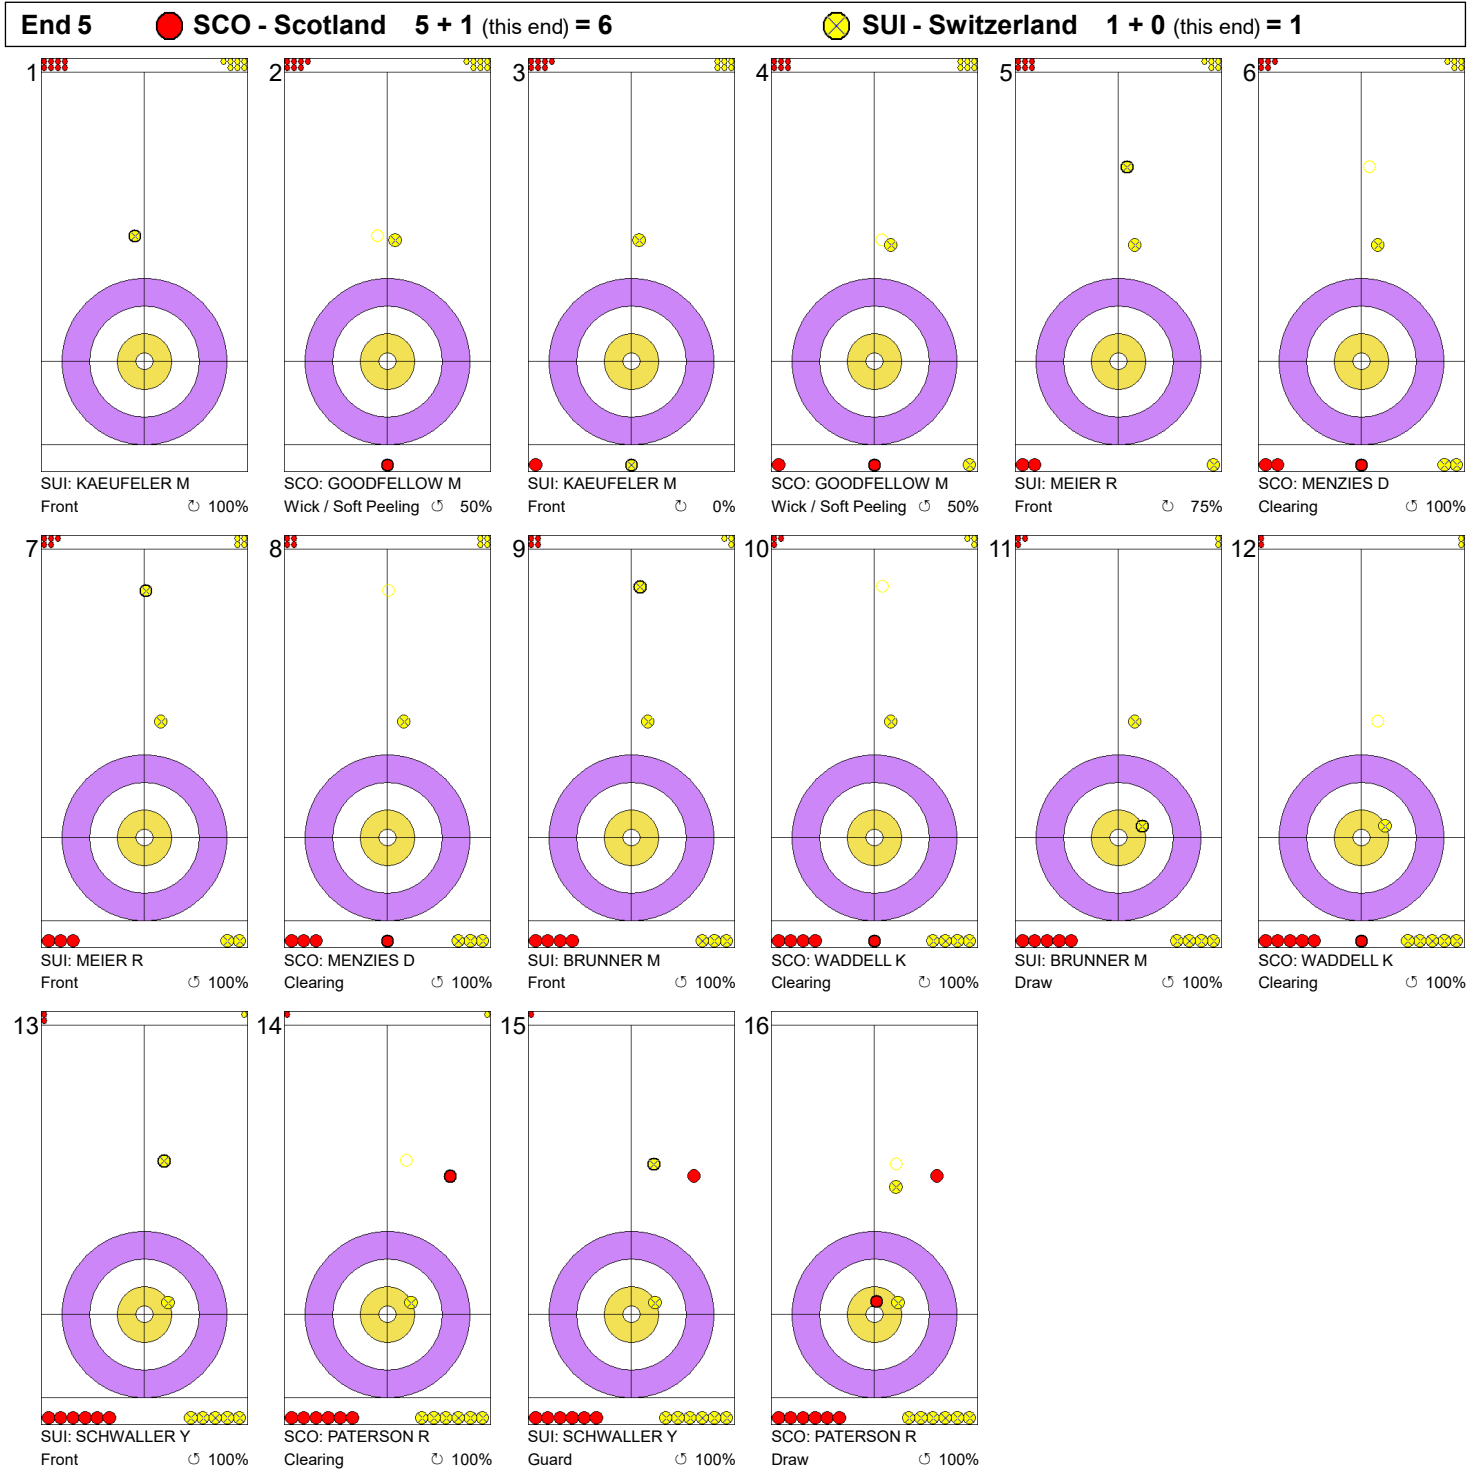 End 5 SCO - Scotland 5 + 1 (this end) = 6 SUI - Switzerland 1 + 0 (this end) = 1
1 2 3 4 5 6
SUI: KAEUFELER M SCO: GOODFELLOW M SUI: KAEUFELER M SCO: GOODFELLOW M SUI: MEIER R SCO: MENZIES D
Front ↻ 100% Wick / Soft Peeling ↺ 50% Front ↻ 0% Wick / Soft Peeling ↺ 50% Front ↻ 75% Clearing ↻ 100%
7 8 9 10 11 12
SUI: MEIER R SCO: MENZIES D SUI: BRUNNER M SCO: WADDELL K SUI: BRUNNER M SCO: WADDELL K
Front ↺ 100% Clearing ↻ 100% Front ↺ 100% Clearing ↻ 100% Draw ↺ 100% Clearing ↺ 100%
13 14 15 16
SUI: SCHWALLER Y SCO: PATERSON R SUI: SCHWALLER Y SCO: PATERSON R
Front ↺ 100% Clearing ↺ 100% Guard ↺ 100% Draw ↺ 100%